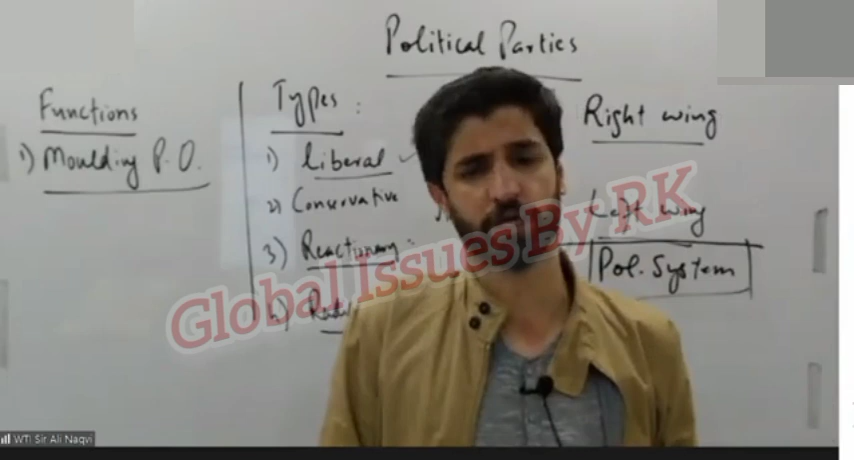 Political Parties
Functions
1) Moulding P.O.
Types :
1) Liberal
2) Conservative
3) Reactionary :
4)
Right wing
Left wing
Pol. System
Global Issues By RK
WTI Sir Ali Naqvi